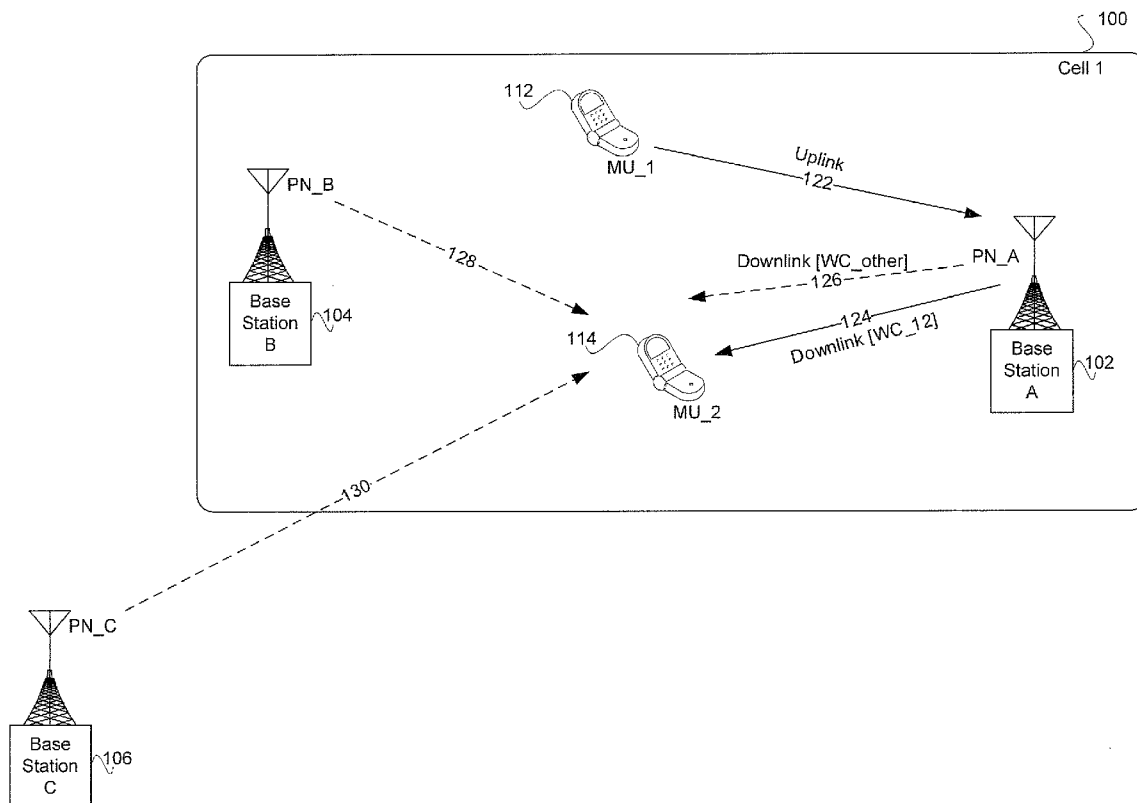 100
Cell 1
112
MU_1
Uplink
122
PN_B
PN_A
Downlink [WC_other]
126
128
124
Downlink [WC_12]
Base
Station
B
104
114
MU_2
Base
Station
A
102
130
PN_C
Base
Station
C
106